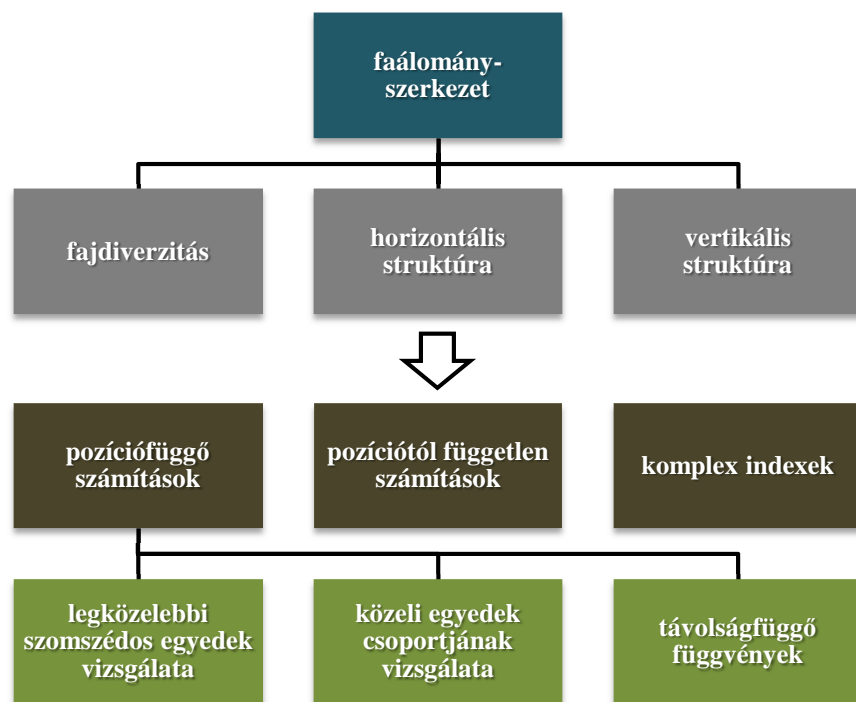 faálomány-
szerkezet
fajdiverzitás
horizontális
struktúra
vertikális
struktúra
pozíciófüggő
számítások
pozíciótól független
számítások
komplex indexek
legközelebbi
szomszédos egyedek
vizsgálata
közeli egyedek
csoportjának
vizsgálata
távolságfüggő
függvények